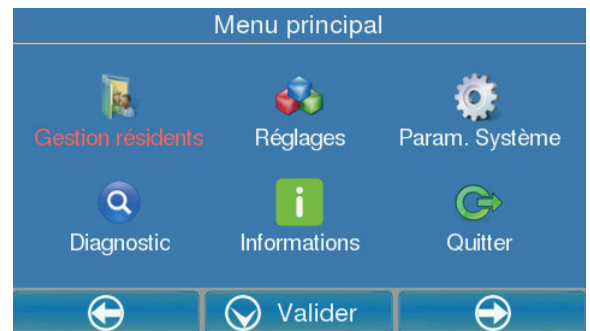 Menu principal
Gestion résidents Réglages Param. Système
Diagnostic Informations Quitter
Valider